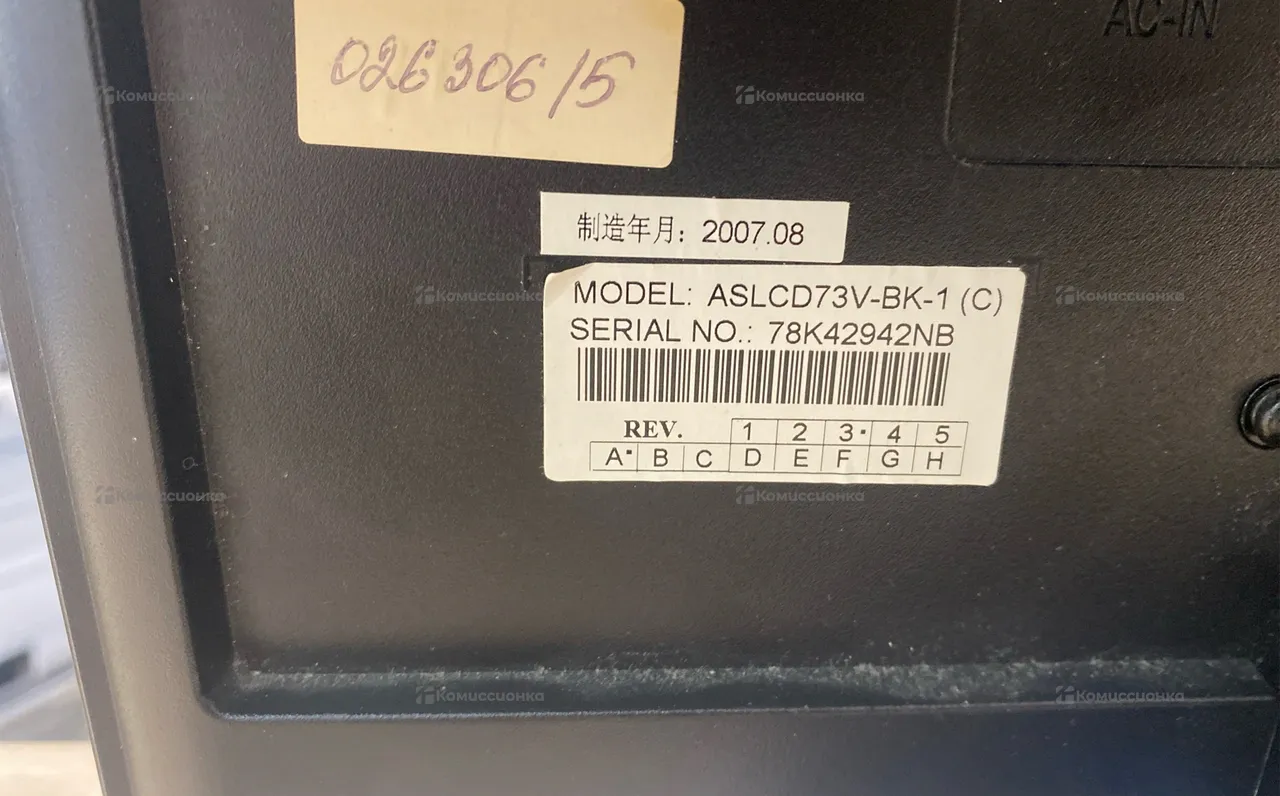 AC-IN
026306/5
制造年月: 2007.08
MODEL: ASLCD73V-BK-1 (C)
SERIAL NO.: 78K42942NB
REV. 1 2 3· 4 5
A· B C D E F G H
Комиссионка
Комиссионка
Комиссионка
Комиссионка
Комиссионка
Комиссионка
Комиссионка
Комиссионка